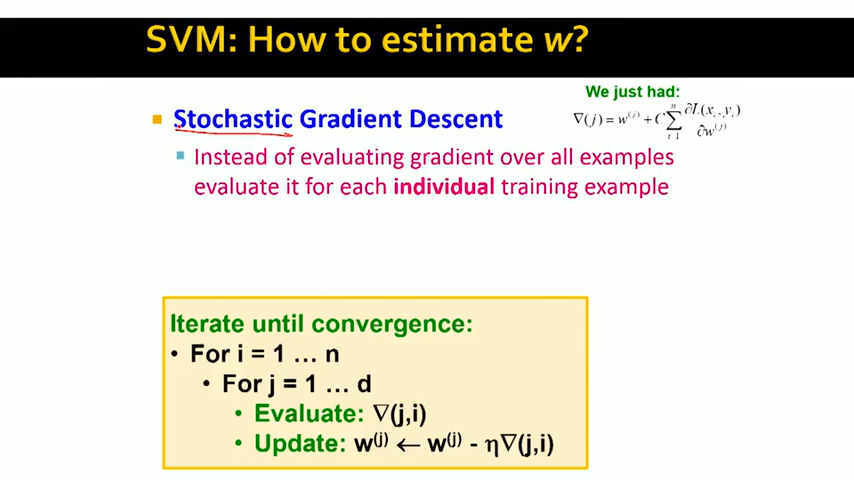 SVM: How to estimate w?
We just had:
∇(j) = w^(j) + C ∑_{i=1}^{n} ∂L(x_i, y_i) / ∂w^(j)
Stochastic Gradient Descent
Instead of evaluating gradient over all examples
evaluate it for each individual training example
Iterate until convergence:
• For i = 1 … n
• For j = 1 … d
• Evaluate: ∇(j,i)
• Update: w^(j) ← w^(j) - η∇(j,i)